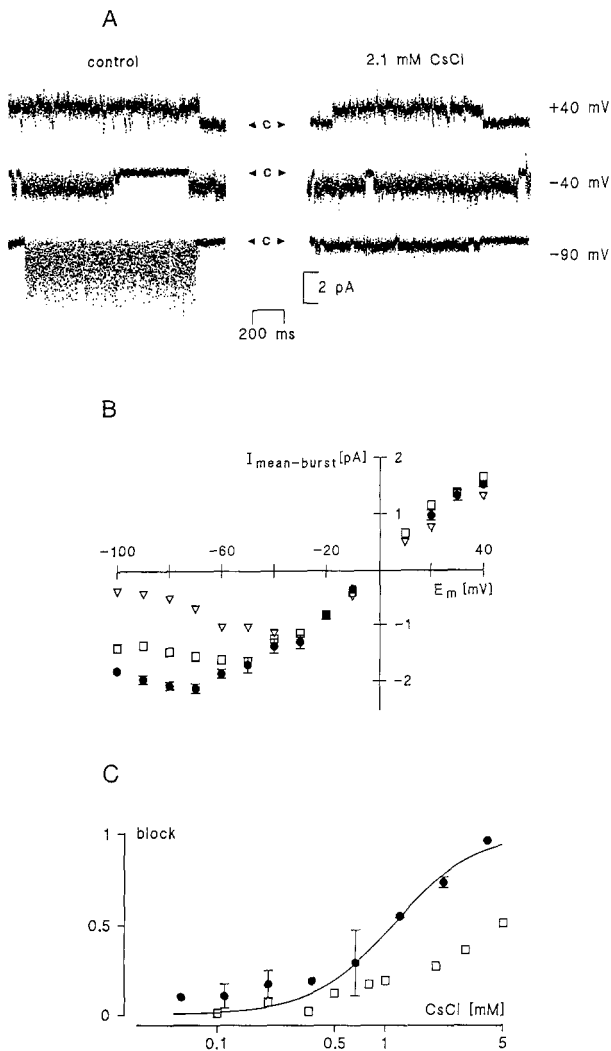 A
control
2.1 mM CsCl
◄ C ►
+40 mV
◄ C ►
-40 mV
◄ C ►
-90 mV
2 pA
200 ms
B
I mean-burst [pA]
2
1
-100
-60
-20
40
E m [mV]
-1
-2
C
1
block
0.5
0
CsCl [mM]
0.1
0.5
1
5